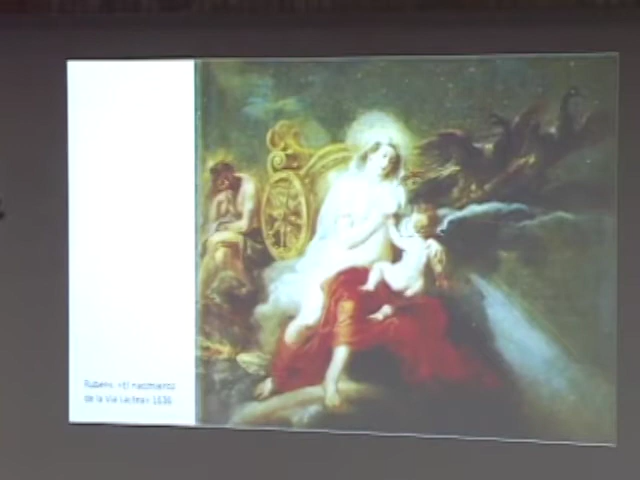 Rubens. «El nacimiento
de la Vía Láctea» 1636